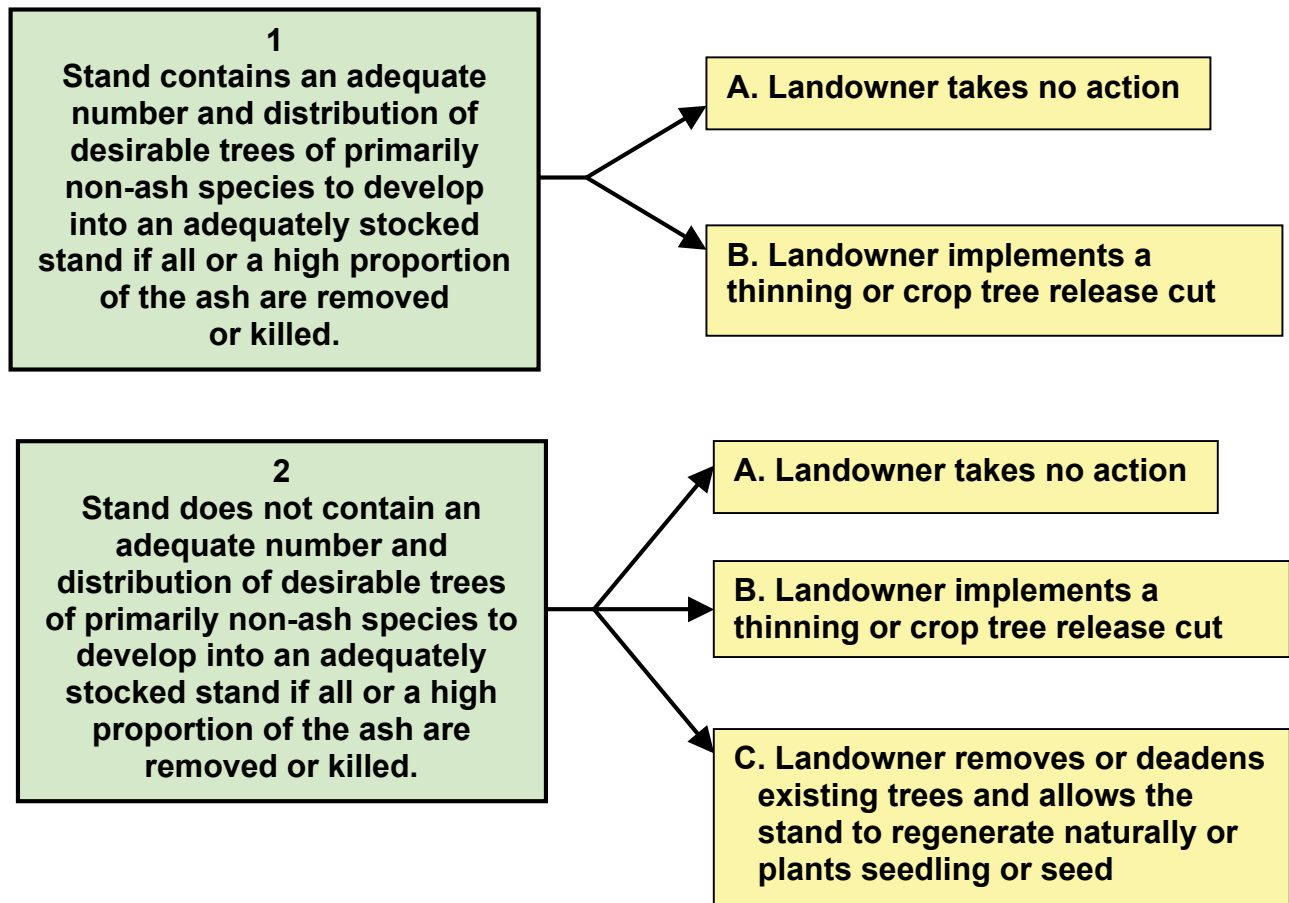 1
Stand contains an adequate
number and distribution of
desirable trees of primarily
non-ash species to develop
into an adequately stocked
stand if all or a high proportion
of the ash are removed
or killed.
A. Landowner takes no action
B. Landowner implements a
thinning or crop tree release cut
2
Stand does not contain an
adequate number and
distribution of desirable trees
of primarily non-ash species to
develop into an adequately
stocked stand if all or a high
proportion of the ash are
removed or killed.
A. Landowner takes no action
B. Landowner implements a
thinning or crop tree release cut
C. Landowner removes or deadens
existing trees and allows the
stand to regenerate naturally or
plants seedling or seed